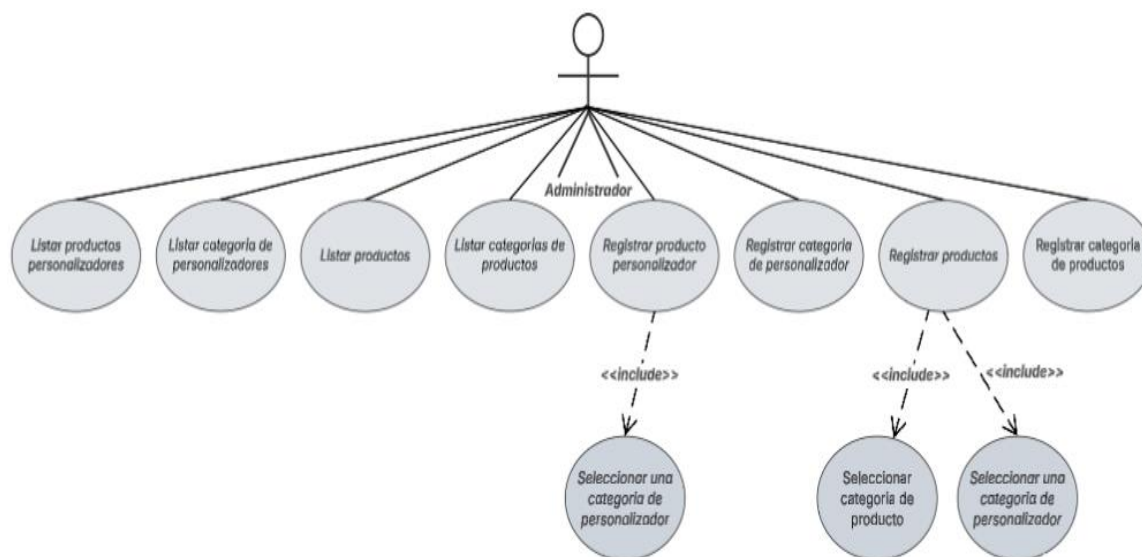 Administrador
Listar productos
personalizadores
Listar categoria de
personalizadores
Listar productos
Listar categorias de
productos
Registrar producto
personalizador
Registrar categoria
de personalizador
Registrar productos
Registrar categoria
de productos
<<include>>
<<include>>
<<include>>
Seleccionar una
categoria de
personalizador
Seleccionar
categoria de
producto
Seleccionar una
categoria de
personalizador